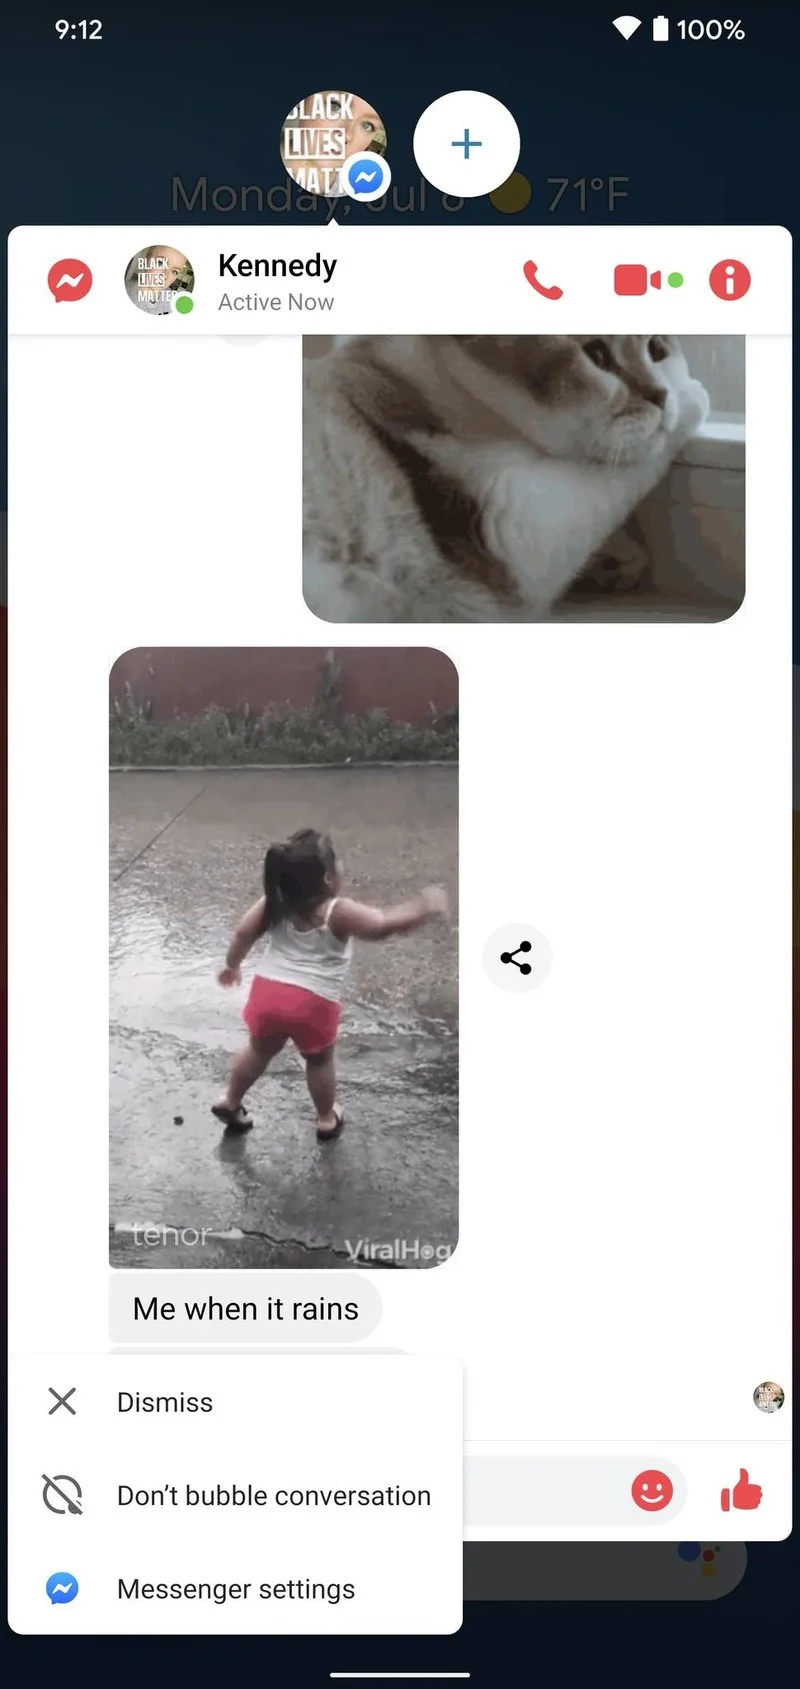 9:12
100%
BLACK
LIVES
MATT
Monday, Jul 6
71°F
BLACK
LIVES
MATTER
Kennedy
Active Now
tenor
ViralHog
Me when it rains
Dismiss
Don't bubble conversation
Messenger settings